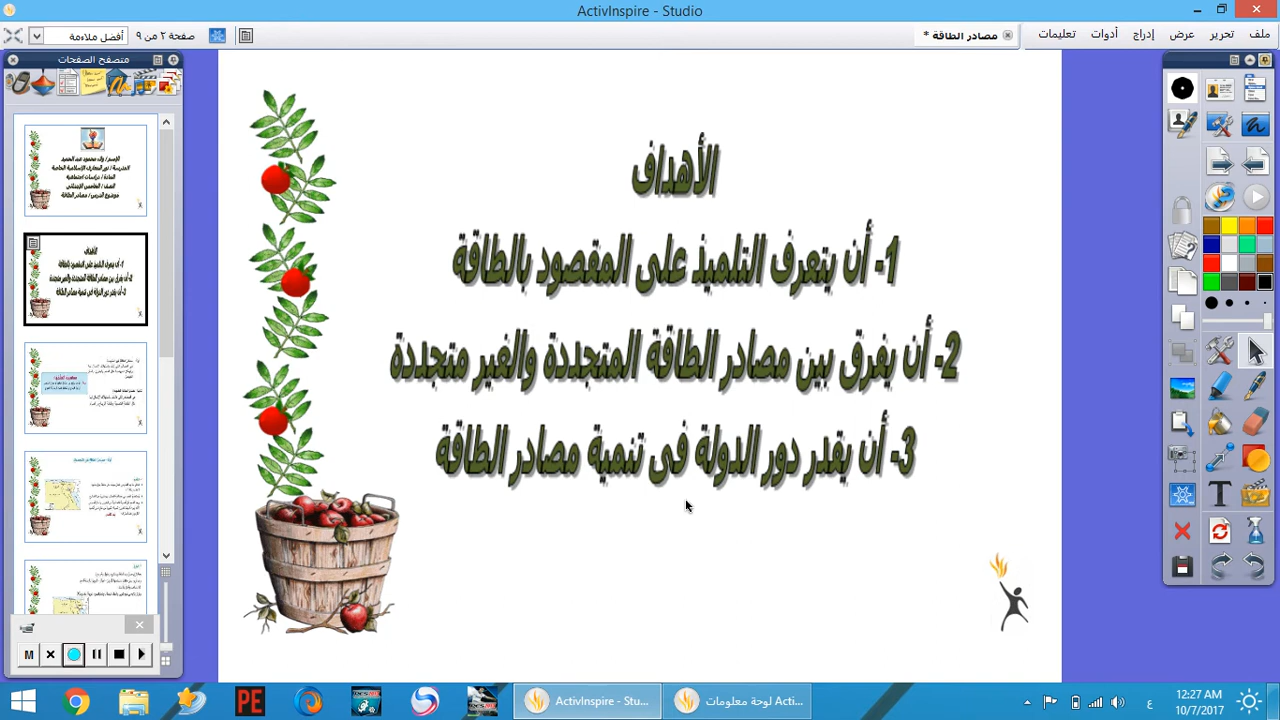 ActivInspire - Studio
ملف
تحرير
عرض
إدراج
أدوات
تعليمات
مصادر الطاقة *
صفحة ٢ من ٩
أفضل ملاءمة
متصفح الصفحات
الأهداف
1- أن يتعرف التلميذ على المقصود بالطاقة
2- أن يفرق بين مصادر الطاقة المتجددة والغير متجددة
3- أن يقدر دور الدولة فى تنمية مصادر الطاقة
M
PE
ActivInspire - Stu...
لوحة معلومات Acti...
ع
12:27 AM
10/7/2017